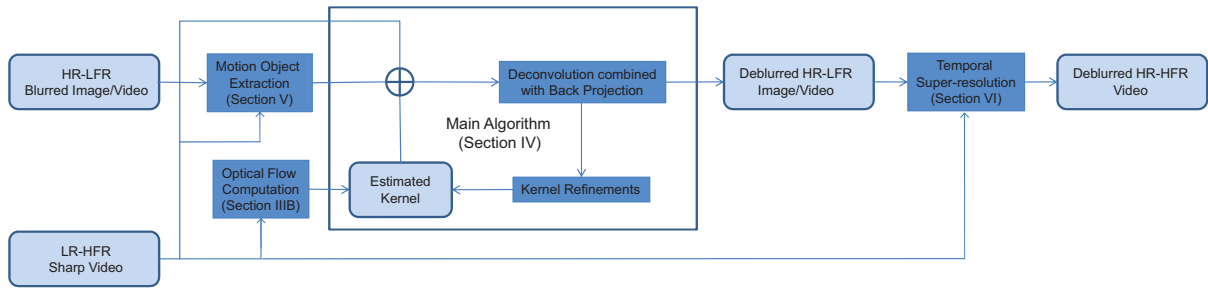 HR-LFR
Blurred Image/Video
Motion Object
Extraction
(Section V)
Deconvolution combined
with Back Projection
Deblurred HR-LFR
Image/Video
Temporal
Super-resolution
(Section VI)
Deblurred HR-HFR
Video
Main Algorithm
(Section IV)
Optical Flow
Computation
(Section IIIB)
Estimated
Kernel
Kernel Refinements
LR-HFR
Sharp Video